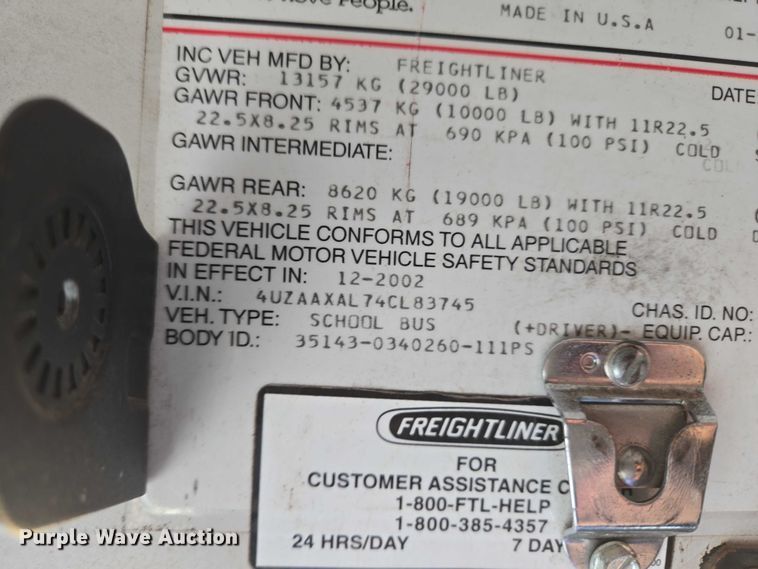 People.
MADE IN U.S.A
01-
INC VEH MFD BY: FREIGHTLINER
GVWR: 13157 KG (29000 LB)
DATE
GAWR FRONT: 4537 KG (10000 LB) WITH 11R22.5
22.5X8.25 RIMS AT 690 KPA (100 PSI) COLD
GAWR INTERMEDIATE:
GAWR REAR: 8620 KG (19000 LB) WITH 11R22.5
22.5X8.25 RIMS AT 689 KPA (100 PSI) COLD
THIS VEHICLE CONFORMS TO ALL APPLICABLE
FEDERAL MOTOR VEHICLE SAFETY STANDARDS
IN EFFECT IN: 12-2002
V.I.N.: 4UZAAXAL74CL83745 CHAS. ID. NO:
VEH. TYPE: SCHOOL BUS (+DRIVER)- EQUIP. CAP.:
BODY ID.: 35143-0340260-111PS
FREIGHTLINER
FOR
CUSTOMER ASSISTANCE
1-800-FTL-HELP
1-800-385-4357
24 HRS/DAY 7 DAY
Purple Wave Auction